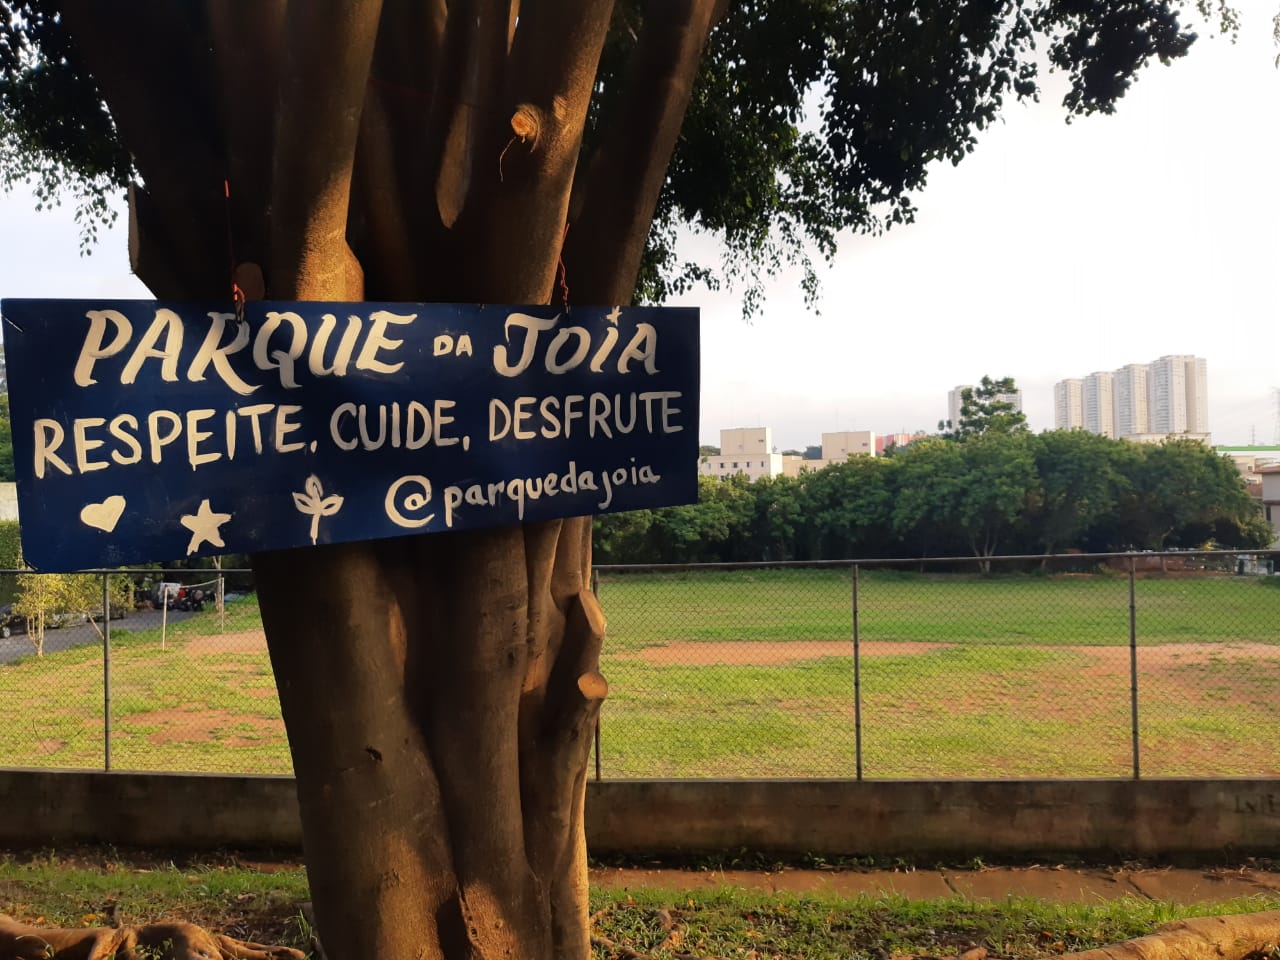 PARQUE DA JOIA
RESPEITE, CUIDE, DESFRUTE
@parquedajoia